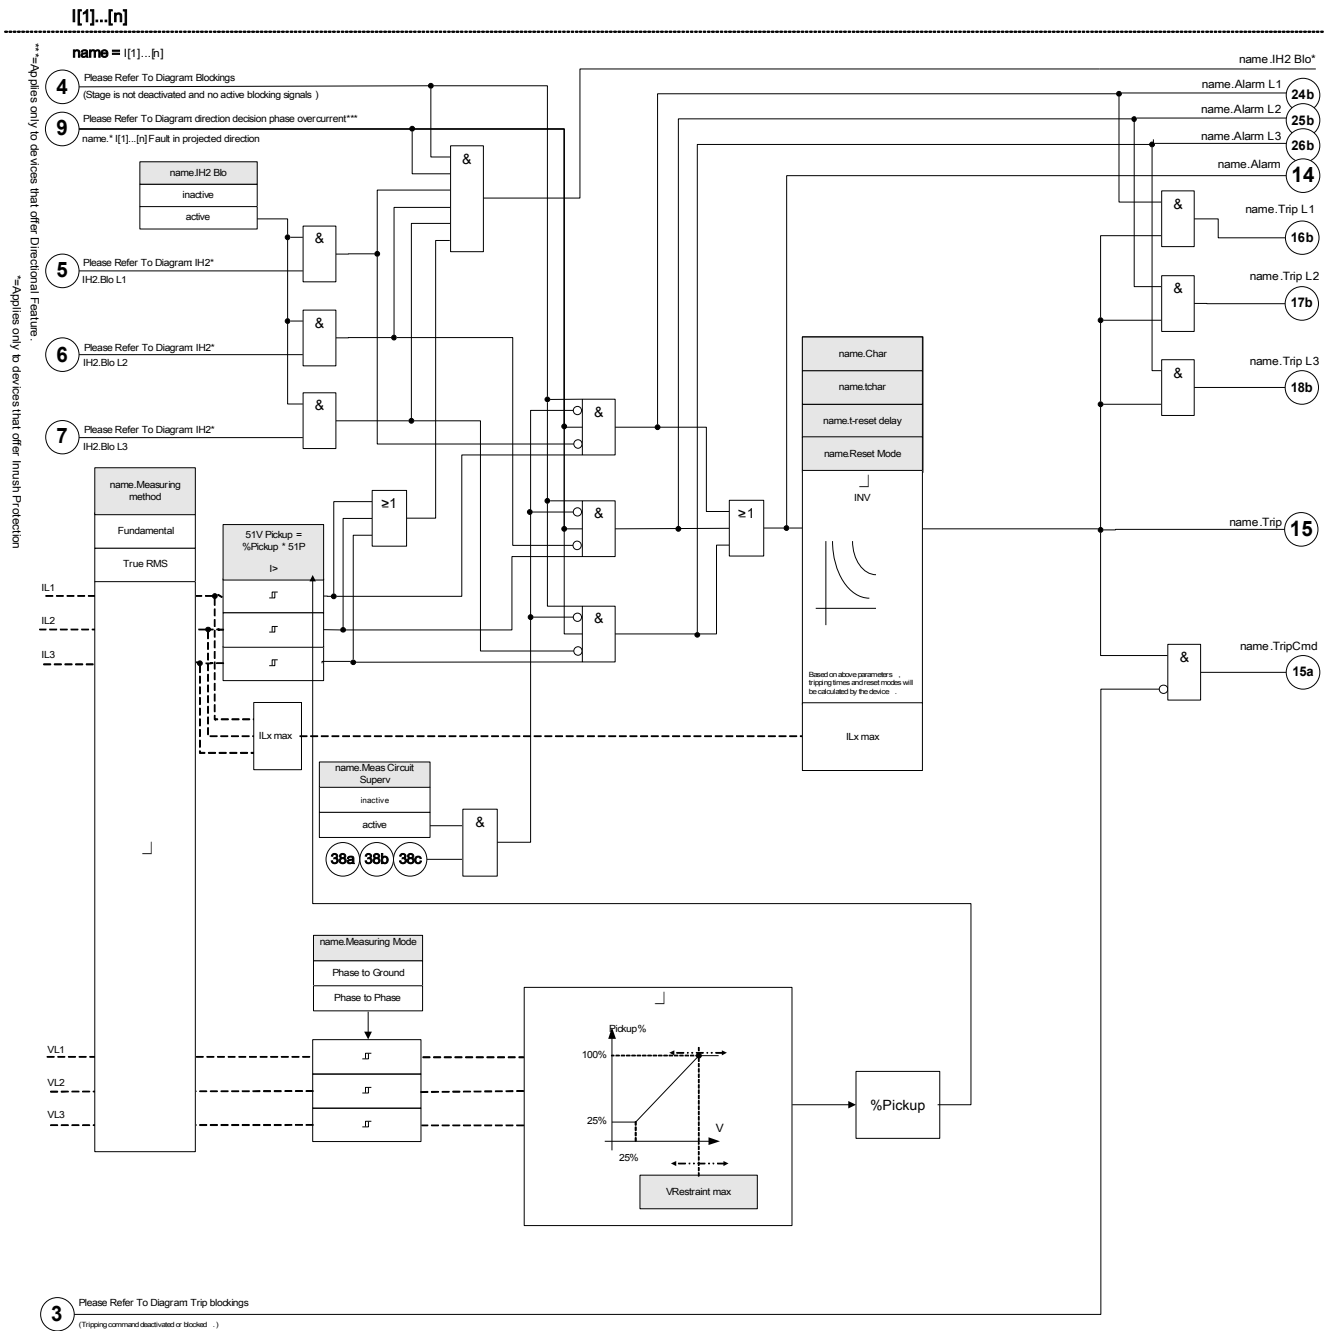 I[1]...[n]
name = I[1]...[n]
***=Applies only to devices that offer Directional Feature.
*=Applies only to devices that offer Inrush Protection
4
Please Refer To Diagram: Blockings
(Stage is not deactivated and no active blocking signals )
9
Please Refer To Diagram: direction decision phase overcurrent***
name.* I[1]...[n] Fault in projected direction
name.IH2 Blo
inactive
active
&
&
5
Please Refer To Diagram: IH2*
IH2.Blo L1
&
6
Please Refer To Diagram: IH2*
IH2.Blo L2
&
7
Please Refer To Diagram: IH2*
IH2.Blo L3
name.IH2 Blo*
name.Alarm L1
24b
name.Alarm L2
25b
name.Alarm L3
26b
name.Alarm
14
&
name.Trip L1
16b
&
name.Trip L2
17b
&
name.Trip L3
18b
name.Measuring
method
Fundamental
True RMS
51V Pickup =
%Pickup * 51P
I>
≥1
&
&
&
≥1
name.Char
name.tchar
name.t-reset delay
name.Reset Mode
INV
Based on above parameters ,
tripping times and reset modes will
be calculated by the device .
ILx max
name.Trip
15
IL1
IL2
IL3
ILx max
&
name.TripCmd
15a
name.Meas Circuit
Superv
inactive
active
&
38a
38b
38c
name.Measuring Mode
Phase to Ground
Phase to Phase
VL1
VL2
VL3
Pickup%
100%
25%
V
25%
VRestraint max
%Pickup
3
Please Refer To Diagram: Trip blockings
(Tripping command deactivated or blocked . )